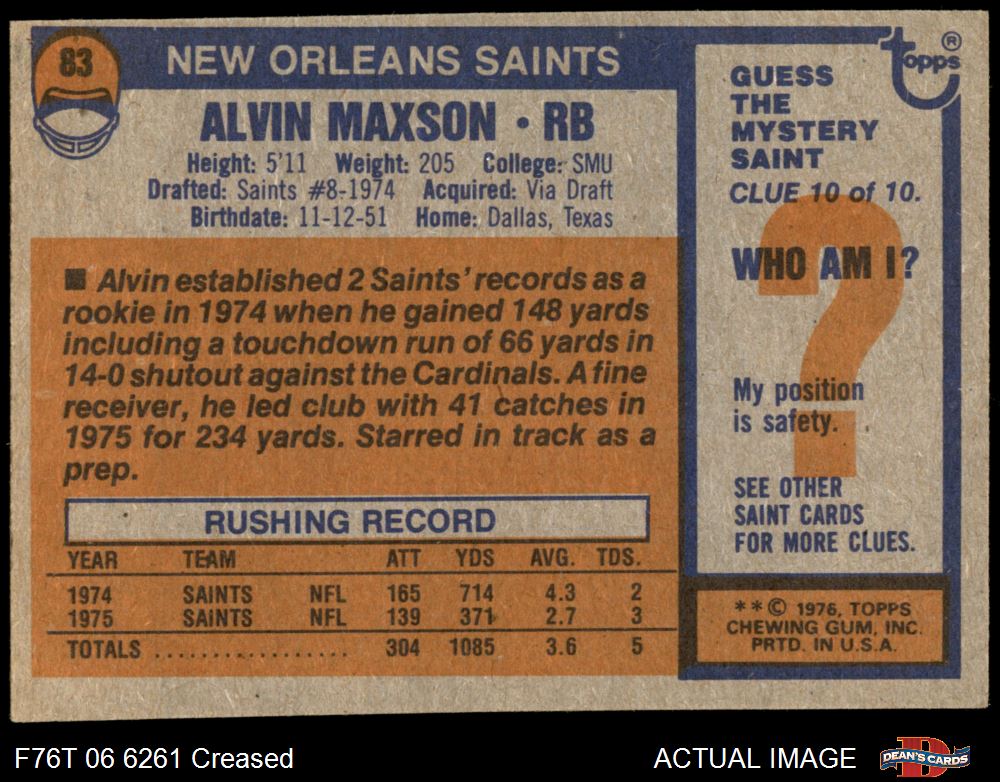 83
NEW ORLEANS SAINTS
ALVIN MAXSON • RB
Height: 5'11 Weight: 205 College: SMU
Drafted: Saints #8-1974 Acquired: Via Draft
Birthdate: 11-12-51 Home: Dallas, Texas
■ Alvin established 2 Saints' records as a
rookie in 1974 when he gained 148 yards
including a touchdown run of 66 yards in
14-0 shutout against the Cardinals. A fine
receiver, he led club with 41 catches in
1975 for 234 yards. Starred in track as a
prep.
RUSHING RECORD
YEAR TEAM ATT YDS AVG. TDS.
1974 SAINTS NFL 165 714 4.3 2
1975 SAINTS NFL 139 371 2.7 3
TOTALS .................. 304 1085 3.6 5
topps ®
GUESS
THE
MYSTERY
SAINT
CLUE 10 of 10.
?
WHO AM I?
My position
is safety.
SEE OTHER
SAINT CARDS
FOR MORE CLUES.
**© 1976, TOPPS
CHEWING GUM, INC.
PRTD. IN U.S.A.
F76T 06 6261 Creased
ACTUAL IMAGE
D
DEAN'S CARDS